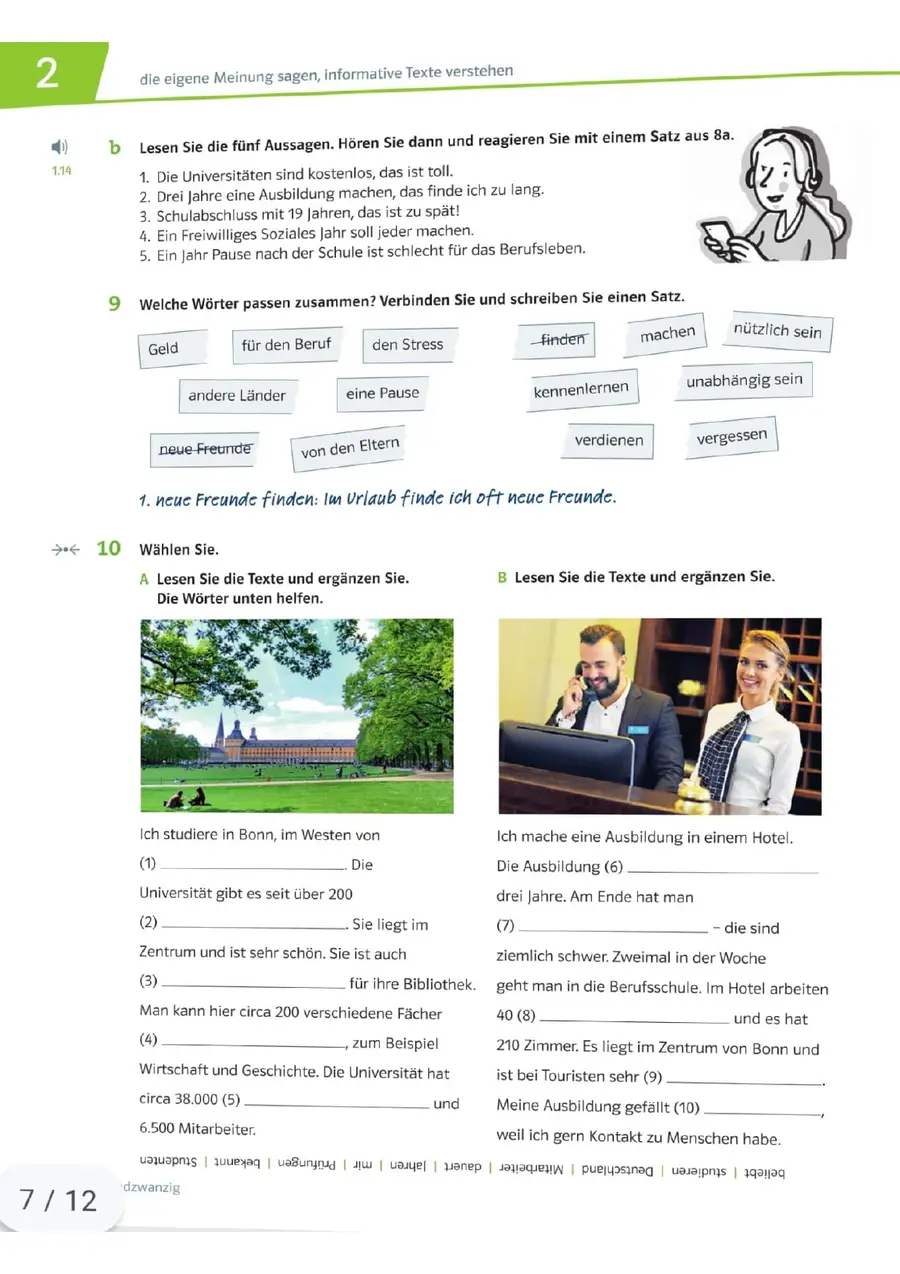 2
die eigene Meinung sagen, informative Texte verstehen
1.14
b Lesen Sie die fünf Aussagen. Hören Sie dann und reagieren Sie mit einem Satz aus 8a.
1. Die Universitäten sind kostenlos, das ist toll.
2. Drei Jahre eine Ausbildung machen, das finde ich zu lang.
3. Schulabschluss mit 19 Jahren, das ist zu spät!
4. Ein Freiwilliges Soziales Jahr soll jeder machen.
5. Ein Jahr Pause nach der Schule ist schlecht für das Berufsleben.
9 Welche Wörter passen zusammen? Verbinden Sie und schreiben Sie einen Satz.
Geld
für den Beruf
den Stress
finden
machen
nützlich sein
andere Länder
eine Pause
kennenlernen
unabhängig sein
neue Freunde
von den Eltern
verdienen
vergessen
1. neue Freunde finden: Im Urlaub finde ich oft neue Freunde.
10 Wählen Sie.
A Lesen Sie die Texte und ergänzen Sie.
Die Wörter unten helfen.
Ich studiere in Bonn, im Westen von
(1) ____________________. Die
Universität gibt es seit über 200
(2) ____________________. Sie liegt im
Zentrum und ist sehr schön. Sie ist auch
(3) ____________________ für ihre Bibliothek.
Man kann hier circa 200 verschiedene Fächer
(4) ____________________, zum Beispiel
Wirtschaft und Geschichte. Die Universität hat
circa 38.000 (5) ____________________ und
6.500 Mitarbeiter.
B Lesen Sie die Texte und ergänzen Sie.
Ich mache eine Ausbildung in einem Hotel.
Die Ausbildung (6) ____________________
drei Jahre. Am Ende hat man
(7) ____________________ – die sind
ziemlich schwer. Zweimal in der Woche
geht man in die Berufsschule. Im Hotel arbeiten
40 (8) ____________________ und es hat
210 Zimmer. Es liegt im Zentrum von Bonn und
ist bei Touristen sehr (9) ____________________.
Meine Ausbildung gefällt (10) ____________________,
weil ich gern Kontakt zu Menschen habe.
beliebt | studieren | Deutschland | Mitarbeiter | dauert | Jahren | mir | Prüfungen | bekannt | Studenten
dzwanzig
7 / 12